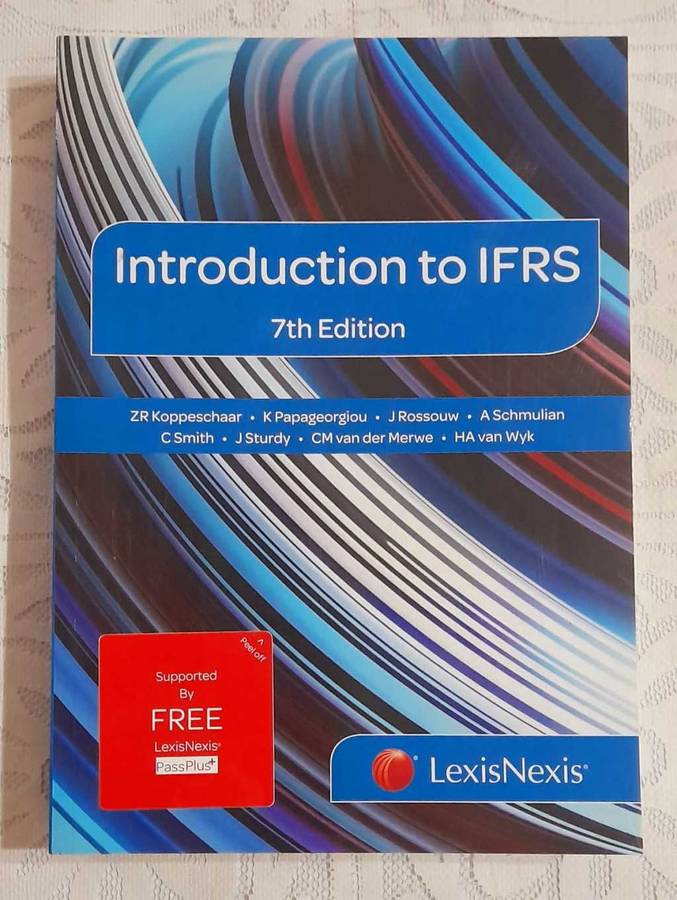 Introduction to IFRS
7th Edition
ZR Koppeschaar • K Papageorgiou • J Rossouw • A Schmulian
C Smith • J Sturdy • CM van der Merwe • HA van Wyk
^
Peel off
Supported
By
FREE
LexisNexis®
PassPlus+
LexisNexis®